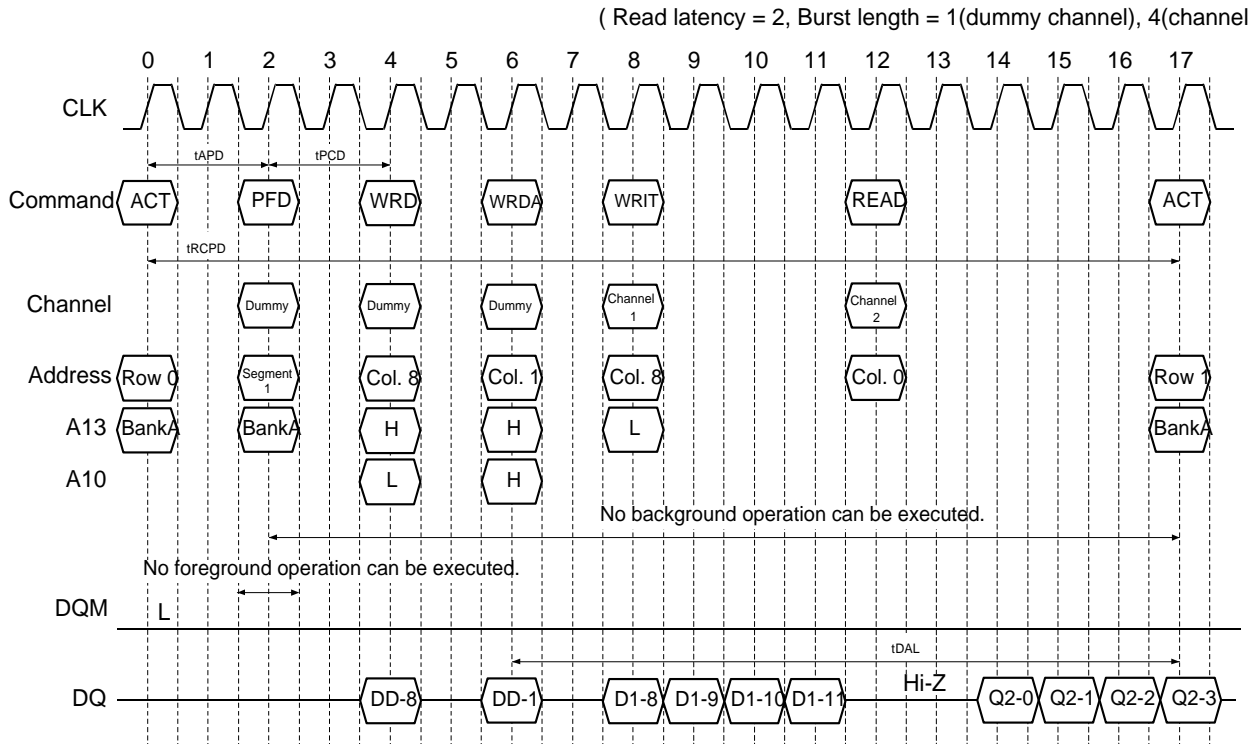 ( Read latency = 2, Burst length = 1(dummy channel), 4(channel
0 1 2 3 4 5 6 7 8 9 10 11 12 13 14 15 16 17
CLK
tAPD tPCD
Command ACT PFD WRD WRDA WRIT READ ACT
tRCPD
Channel Dummy Dummy Dummy Channel 1 Channel 2
Address Row 0 Segment 1 Col. 8 Col. 1 Col. 8 Col. 0 Row 1
A13 BankA BankA H H L BankA
A10 L H
No background operation can be executed.
No foreground operation can be executed.
DQM L
tDAL
DQ DD-8 DD-1 D1-8 D1-9 D1-10 D1-11 Hi-Z Q2-0 Q2-1 Q2-2 Q2-3